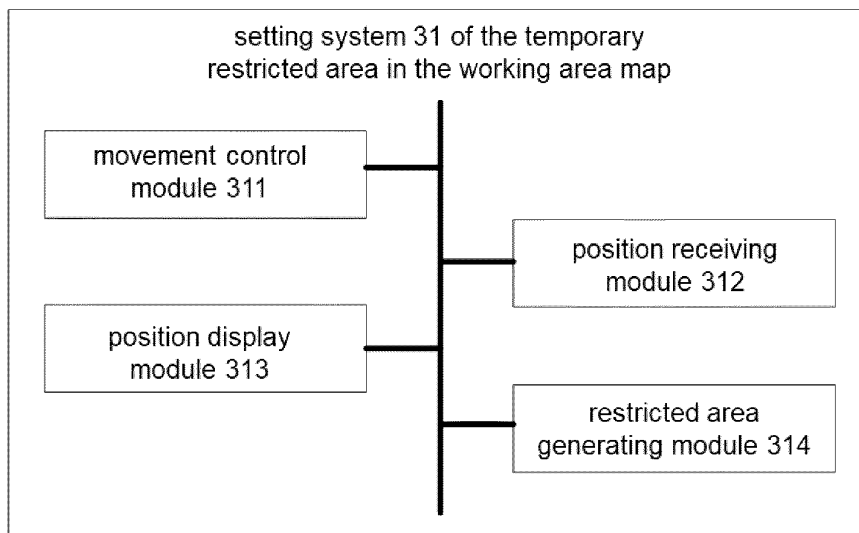 setting system 31 of the temporary
restricted area in the working area map
movement control
module 311
position receiving
module 312
position display
module 313
restricted area
generating module 314